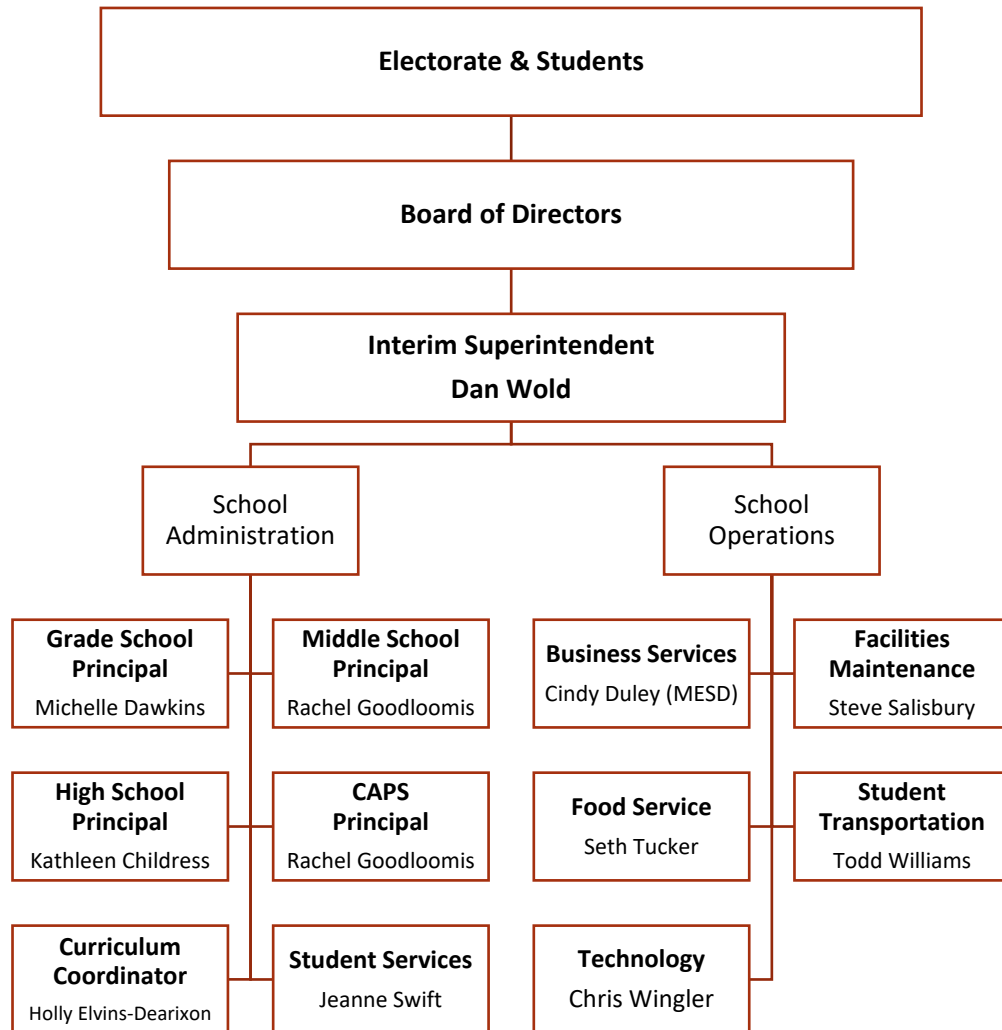 Electorate & Students
Board of Directors
Interim Superintendent
Dan Wold
School
Administration
School
Operations
Grade School
Principal
Michelle Dawkins
Middle School
Principal
Rachel Goodloomis
Business Services
Cindy Duley (MESD)
Facilities
Maintenance
Steve Salisbury
High School
Principal
Kathleen Childress
CAPS
Principal
Rachel Goodloomis
Food Service
Seth Tucker
Student
Transportation
Todd Williams
Curriculum
Coordinator
Holly Elvins-Dearixon
Student Services
Jeanne Swift
Technology
Chris Wingler